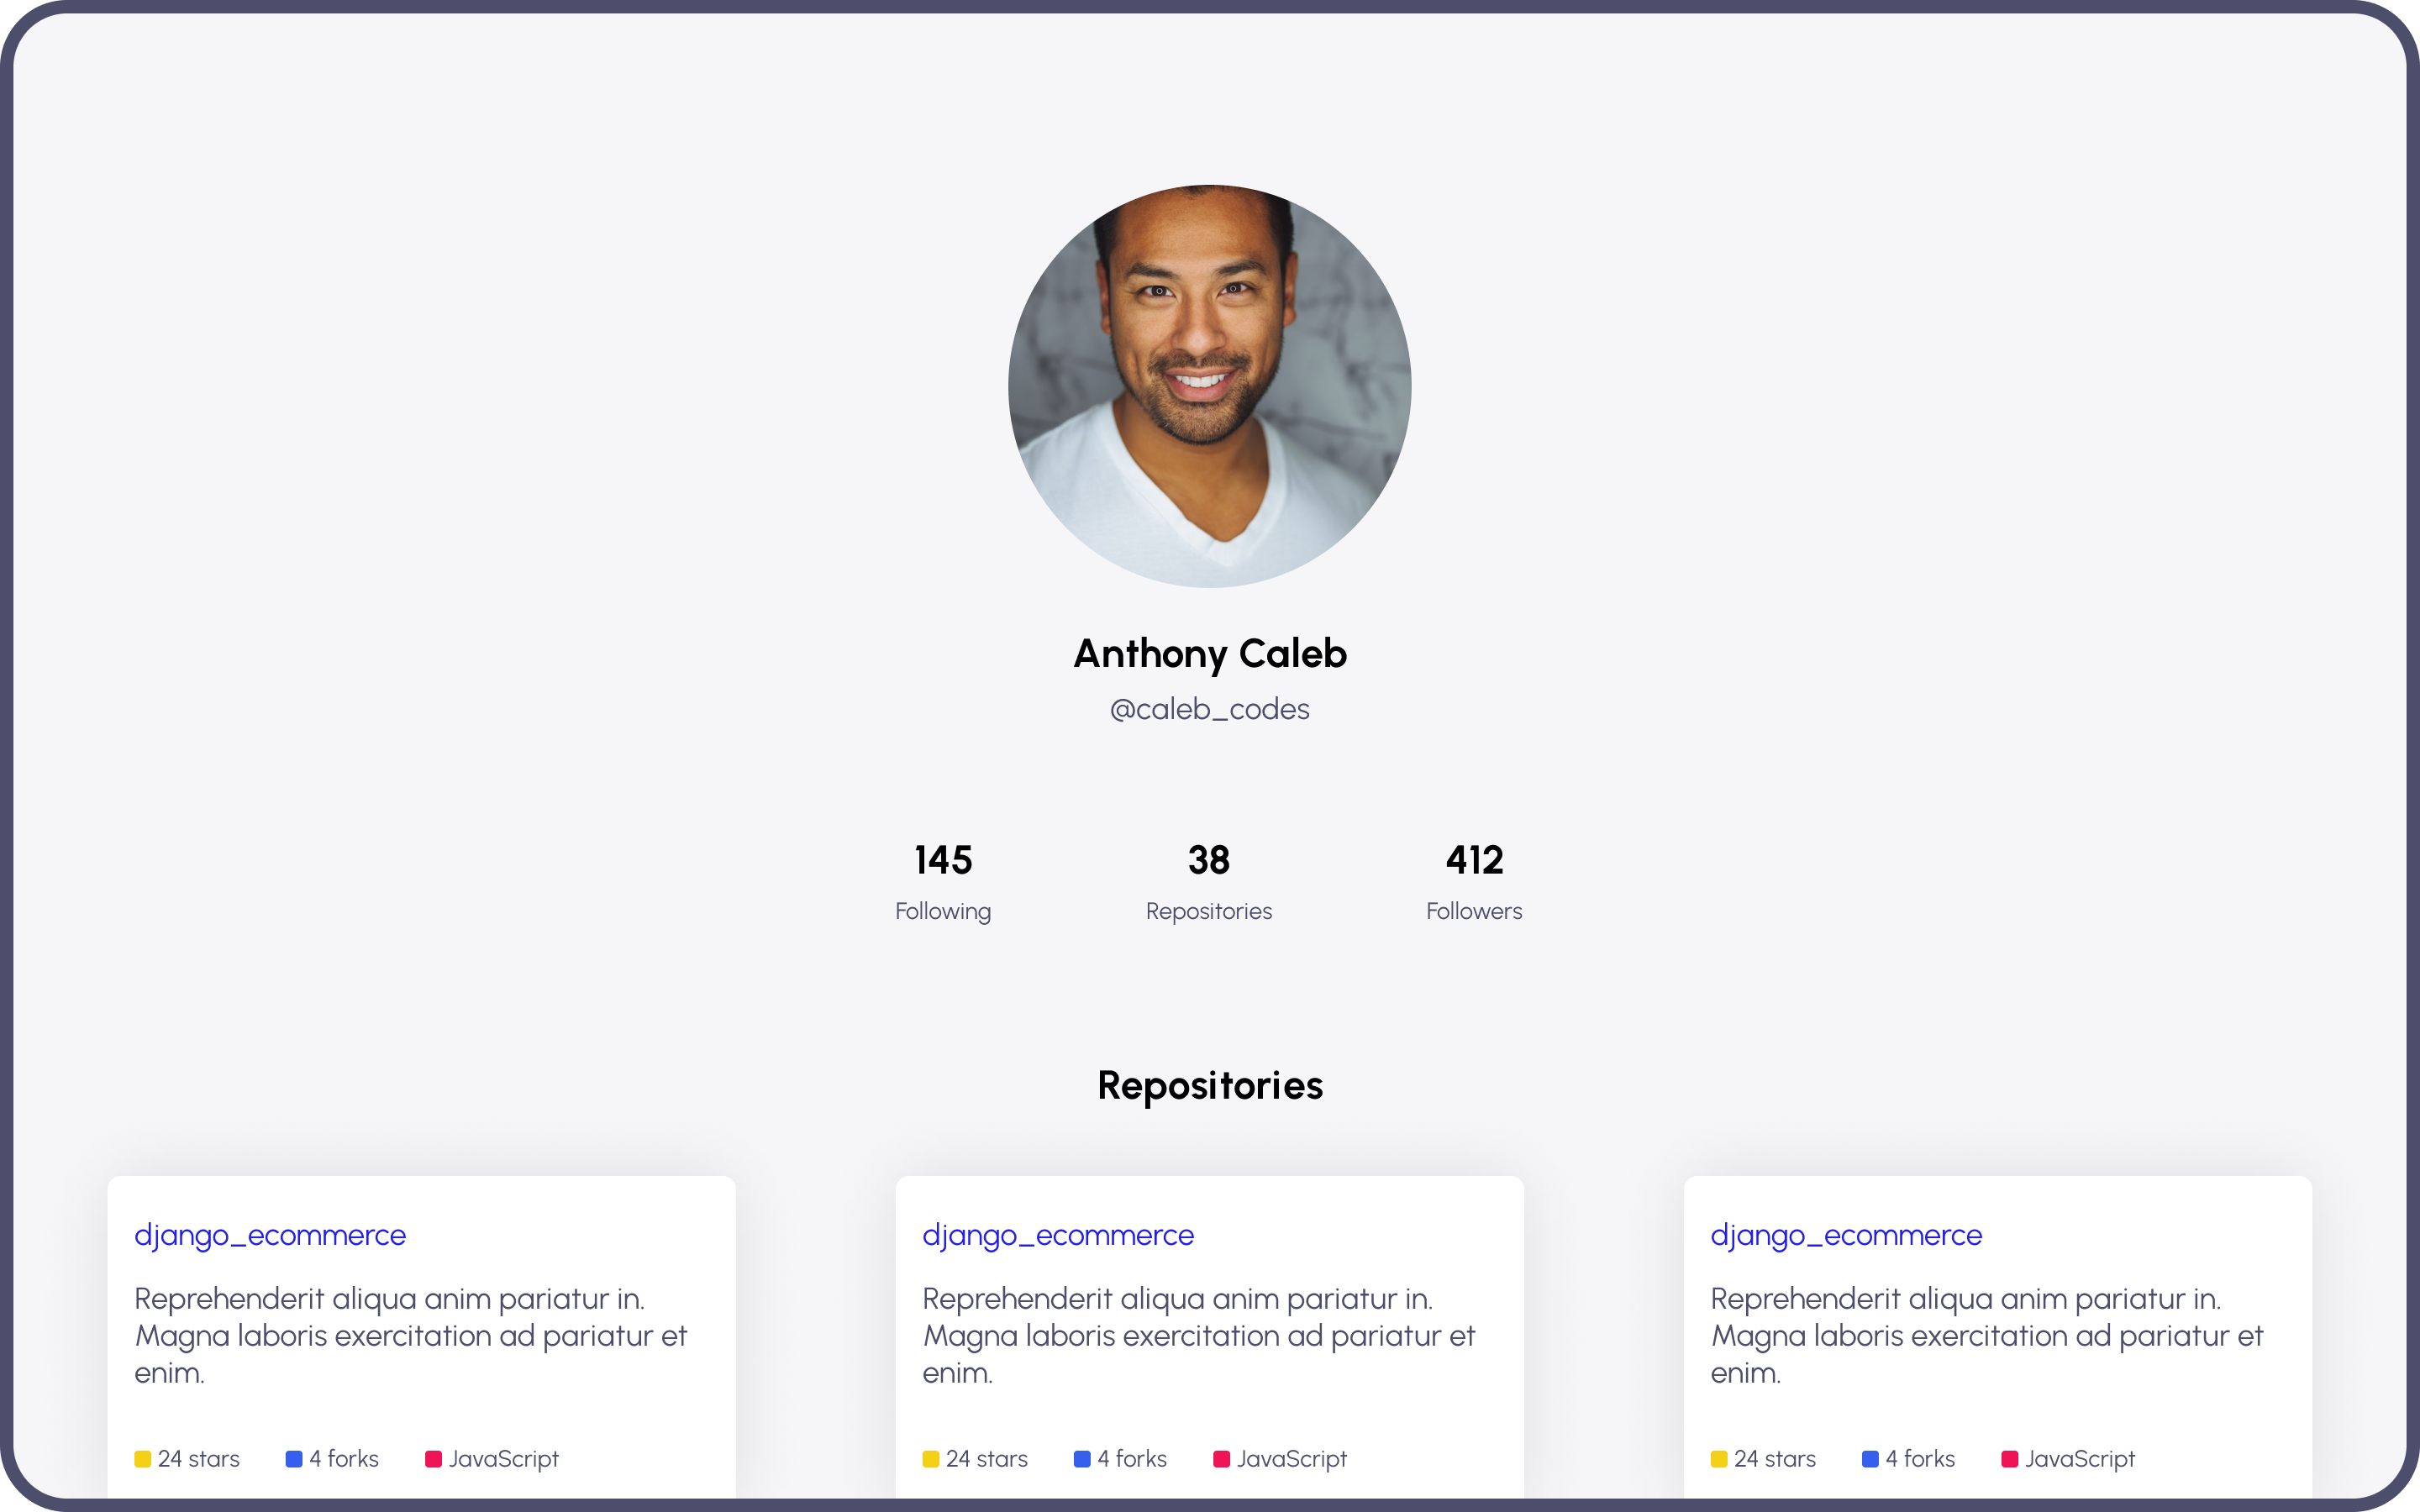 Anthony Caleb
@caleb_codes
145 38 412
Following Repositories Followers
Repositories
django_ecommerce
Reprehenderit aliqua anim pariatur in.
Magna laboris exercitation ad pariatur et
enim.
24 stars 4 forks JavaScript
django_ecommerce
Reprehenderit aliqua anim pariatur in.
Magna laboris exercitation ad pariatur et
enim.
24 stars 4 forks JavaScript
django_ecommerce
Reprehenderit aliqua anim pariatur in.
Magna laboris exercitation ad pariatur et
enim.
24 stars 4 forks JavaScript